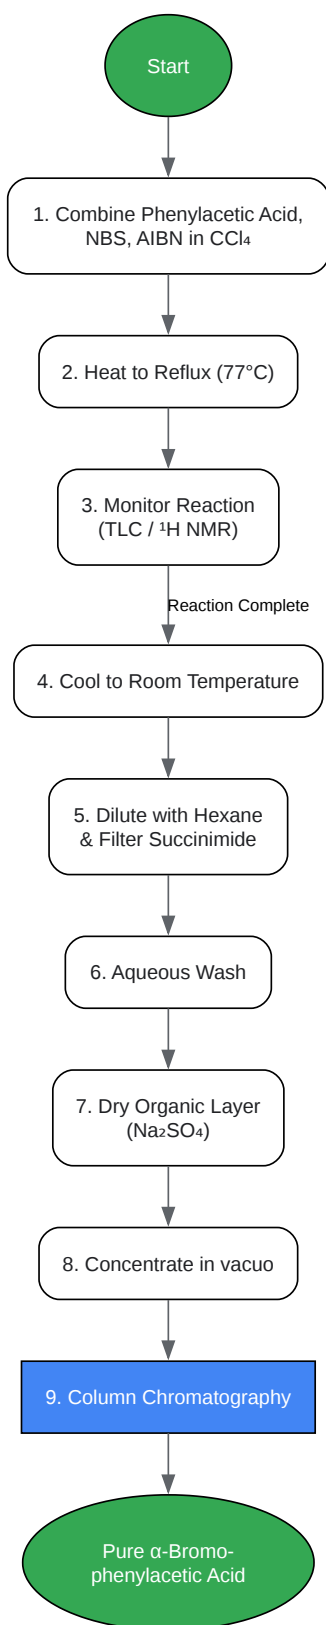 Start
1. Combine Phenylacetic Acid,
NBS, AIBN in CCl₄
2. Heat to Reflux (77°C)
3. Monitor Reaction
(TLC / ¹H NMR)
Reaction Complete
4. Cool to Room Temperature
5. Dilute with Hexane
& Filter Succinimide
6. Aqueous Wash
7. Dry Organic Layer
(Na₂SO₄)
8. Concentrate in vacuo
9. Column Chromatography
Pure α-Bromo-
phenylacetic Acid